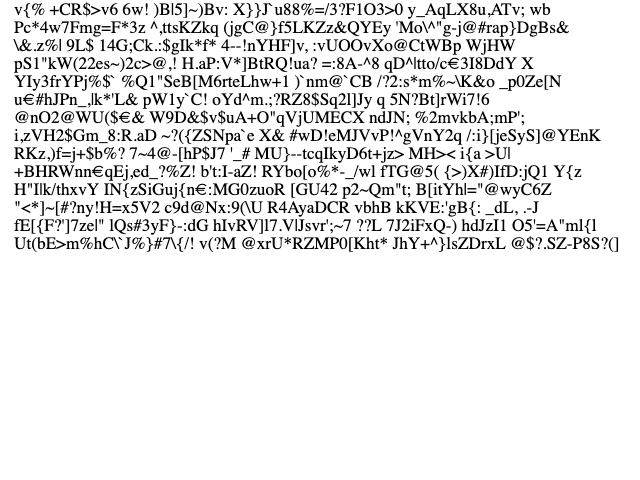 v{% +CR$>v6 6w! )B|5]~)Bv: X}}J` u88%=/3?F1O3>0 y_AqLX8u,ATv; wb
Pc*4w7Fmg=F*3z ^,ttsKZkq (jgC@}f5LKZz&QYEy 'Mo\^"g-j@#rap}DgBs&
\&.z%| 9L$ 14G;Ck.:$gIk*f* 4--!nYHF]v, :vUOOvXo@CtWBp WjHW
pS1"kW(22es~)2c>@,! H.aP:V*]BtRQ!ua? =:8A-^8 qD^|tto/c€3I8DdY X
YIy3frYPj%$` %Q1"SeB[M6rteLhw+1 )`nm@`CB /?2:s*m%~\K&o _p0Ze[N
u€#hJPn_,|k*'L& pW1y`C! oYd^m.;?RZ8$Sq2l]Jy q 5N?Bt]rWi7!6
@nO2@WU($€& W9D&$v$uA+O"qVjUMECX ndJN; %2mvkbA;mP';
i,zVH2$Gm_8:R.aD ~?({ZSNpa`e X& #wD!eMJVvP!^gVnY2q /:i}[jeSyS]@YEnK
RKz,)f=j+$b%? 7~4@-[hP$J7 '_# MU}--tcqIkyD6t+jz> MH>< i{a >U|
+BHRWnn€qEj,ed_?%Z! b't:I-aZ! RYbo[o%*-_/wl fTG@5( {>)X#)IfD:jQ1 Y{z
H"I|k/thxvY IN{zSiGuj{n€:MG0zuoR [GU42 p2~Qm"t; B[itYh|="@wyC6Z
"<*]~[#?ny!H=x5V2 c9d@Nx:9(\U R4AyaDCR vbhB kKVE:'gB{: _dL, .-J
fE[{F?']7ze|" lQs#3yF}-:dG hIvRV]l7.V|Jsvr';~7 ??L 7J2iFxQ-) hdJzI1 O5'=A"ml{l
Ut(bE>m%hC\`J%}#7\{/! v(?M @xrU*RZMP0[Kht* JhY+^}lsZDrxL @$?.SZ-P8S?(]